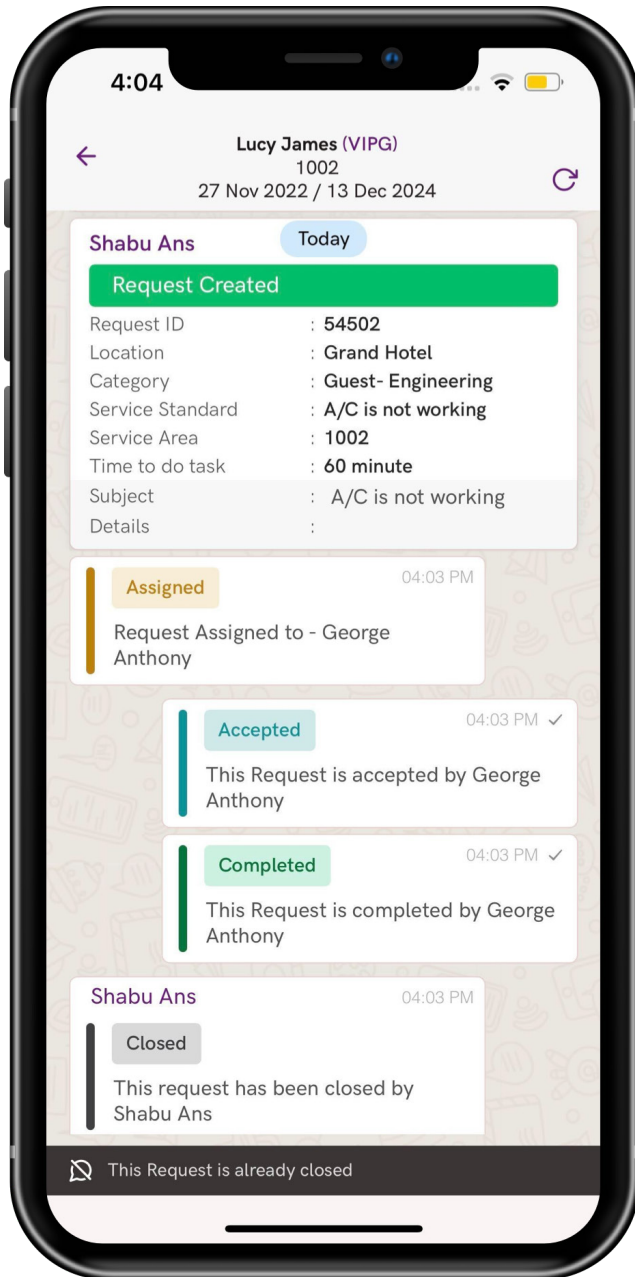 4:04
Lucy James (VIPG)
1002
27 Nov 2022 / 13 Dec 2024
Shabu Ans
Today
Request Created
Request ID : 54502
Location : Grand Hotel
Category : Guest- Engineering
Service Standard : A/C is not working
Service Area : 1002
Time to do task : 60 minute
Subject : A/C is not working
Details :
Assigned 04:03 PM
Request Assigned to - George
Anthony
Accepted 04:03 PM
This Request is accepted by George
Anthony
Completed 04:03 PM
This Request is completed by George
Anthony
Shabu Ans 04:03 PM
Closed
This request has been closed by
Shabu Ans
This Request is already closed